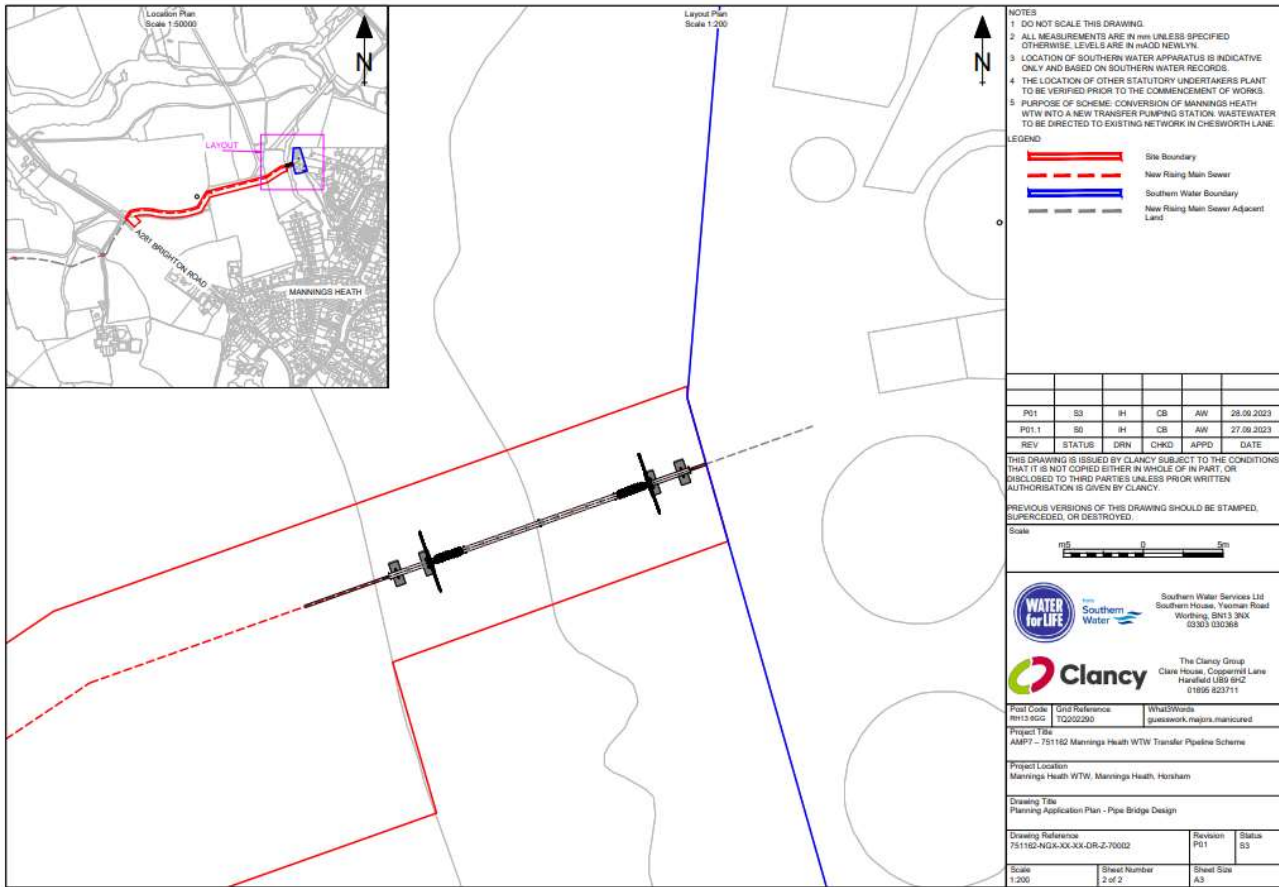 Location Plan
Scale 1:50000
N
LAYOUT
A281 BRIGHTON ROAD
MANNINGS HEATH
Layout Plan
Scale 1:200
N
NOTES
1 DO NOT SCALE THIS DRAWING.
2 ALL MEASUREMENTS ARE IN mm UNLESS SPECIFIED
OTHERWISE, LEVELS ARE IN mAOD NEWLYN.
3 LOCATION OF SOUTHERN WATER APPARATUS IS INDICATIVE
ONLY AND BASED ON SOUTHERN WATER RECORDS.
4 THE LOCATION OF OTHER STATUTORY UNDERTAKERS PLANT
TO BE VERIFIED PRIOR TO THE COMMENCEMENT OF WORKS.
5 PURPOSE OF SCHEME: CONVERSION OF MANNINGS HEATH
WTW INTO A NEW TRANSFER PUMPING STATION. WASTEWATER
TO BE DIRECTED TO EXISTING NETWORK IN CHESWORTH LANE.
LEGEND
Site Boundary
New Rising Main Sewer
Southern Water Boundary
New Rising Main Sewer Adjacent
Land
P01 S3 IH CB AW 28.09.2023
P01.1 S0 IH CB AW 27.09.2023
REV STATUS DRN CHKD APPD DATE
THIS DRAWING IS ISSUED BY CLANCY SUBJECT TO THE CONDITIONS
THAT IT IS NOT COPIED EITHER IN WHOLE OF IN PART, OR
DISCLOSED TO THIRD PARTIES UNLESS PRIOR WRITTEN
AUTHORISATION IS GIVEN BY CLANCY.
PREVIOUS VERSIONS OF THIS DRAWING SHOULD BE STAMPED,
SUPERCEDED, OR DESTROYED.
Scale
m5 0 5m
WATER
for LIFE
from
Southern
Water
Southern Water Services Ltd
Southern House, Yeoman Road
Worthing, BN13 3NX
03303 030368
Clancy
The Clancy Group
Clare House, Coppermill Lane
Harefield UB9 6HZ
01895 823711
Post Code Grid Reference What3Words
RH13 6GG TQ202290 guesswork.majors.manicured
Project Title
AMP7 – 751162 Mannings Heath WTW Transfer Pipeline Scheme
Project Location
Mannings Heath WTW, Mannings Heath, Horsham
Drawing Title
Planning Application Plan - Pipe Bridge Design
Drawing Reference Revision Status
751162-NGX-XX-XX-DR-Z-70002 P01 S3
Scale Sheet Number Sheet Size
1:200 2 of 2 A3